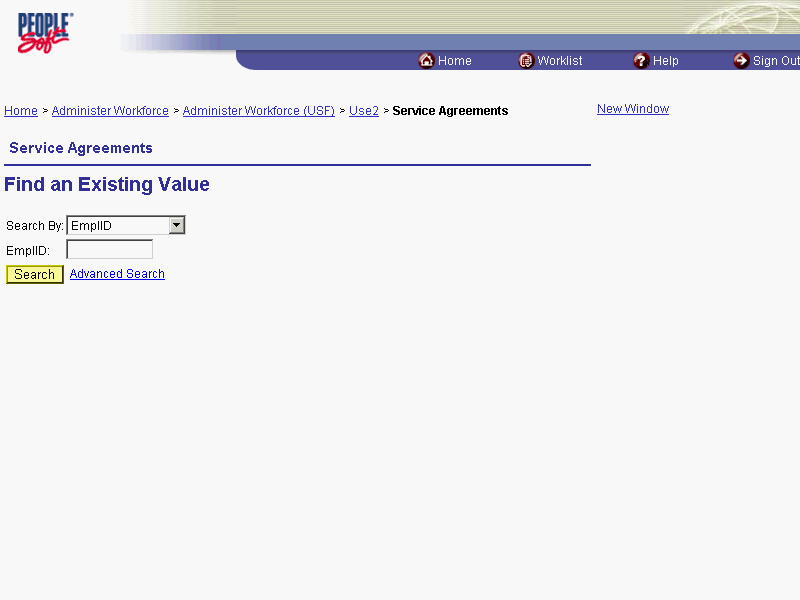 PEOPLE
Soft
Home Worklist Help Sign Out
Home > Administer Workforce > Administer Workforce (USF) > Use2 > Service Agreements New Window
Service Agreements
Find an Existing Value
Search By: EmplID
EmplID:
Search Advanced Search